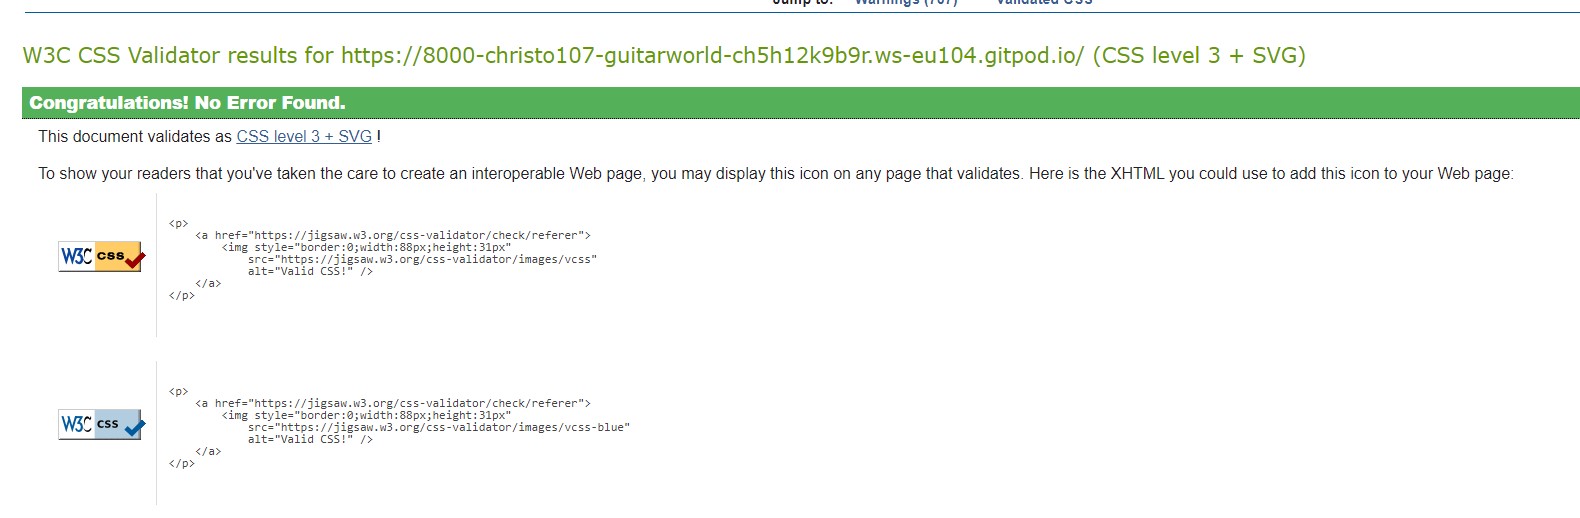 Jump to: Warnings (767) Validated CSS
W3C CSS Validator results for https://8000-christo107-guitarworld-ch5h12k9b9r.ws-eu104.gitpod.io/ (CSS level 3 + SVG)
Congratulations! No Error Found.
This document validates as CSS level 3 + SVG !
To show your readers that you've taken the care to create an interoperable Web page, you may display this icon on any page that validates. Here is the XHTML you could use to add this icon to your Web page:
<p>
<a href="https://jigsaw.w3.org/css-validator/check/referer">
<img style="border:0;width:88px;height:31px"
W3C css
src="https://jigsaw.w3.org/css-validator/images/vcss"
alt="Valid CSS!" />
</a>
</p>
<p>
<a href="https://jigsaw.w3.org/css-validator/check/referer">
<img style="border:0;width:88px;height:31px"
W3C css
src="https://jigsaw.w3.org/css-validator/images/vcss-blue"
alt="Valid CSS!" />
</a>
</p>